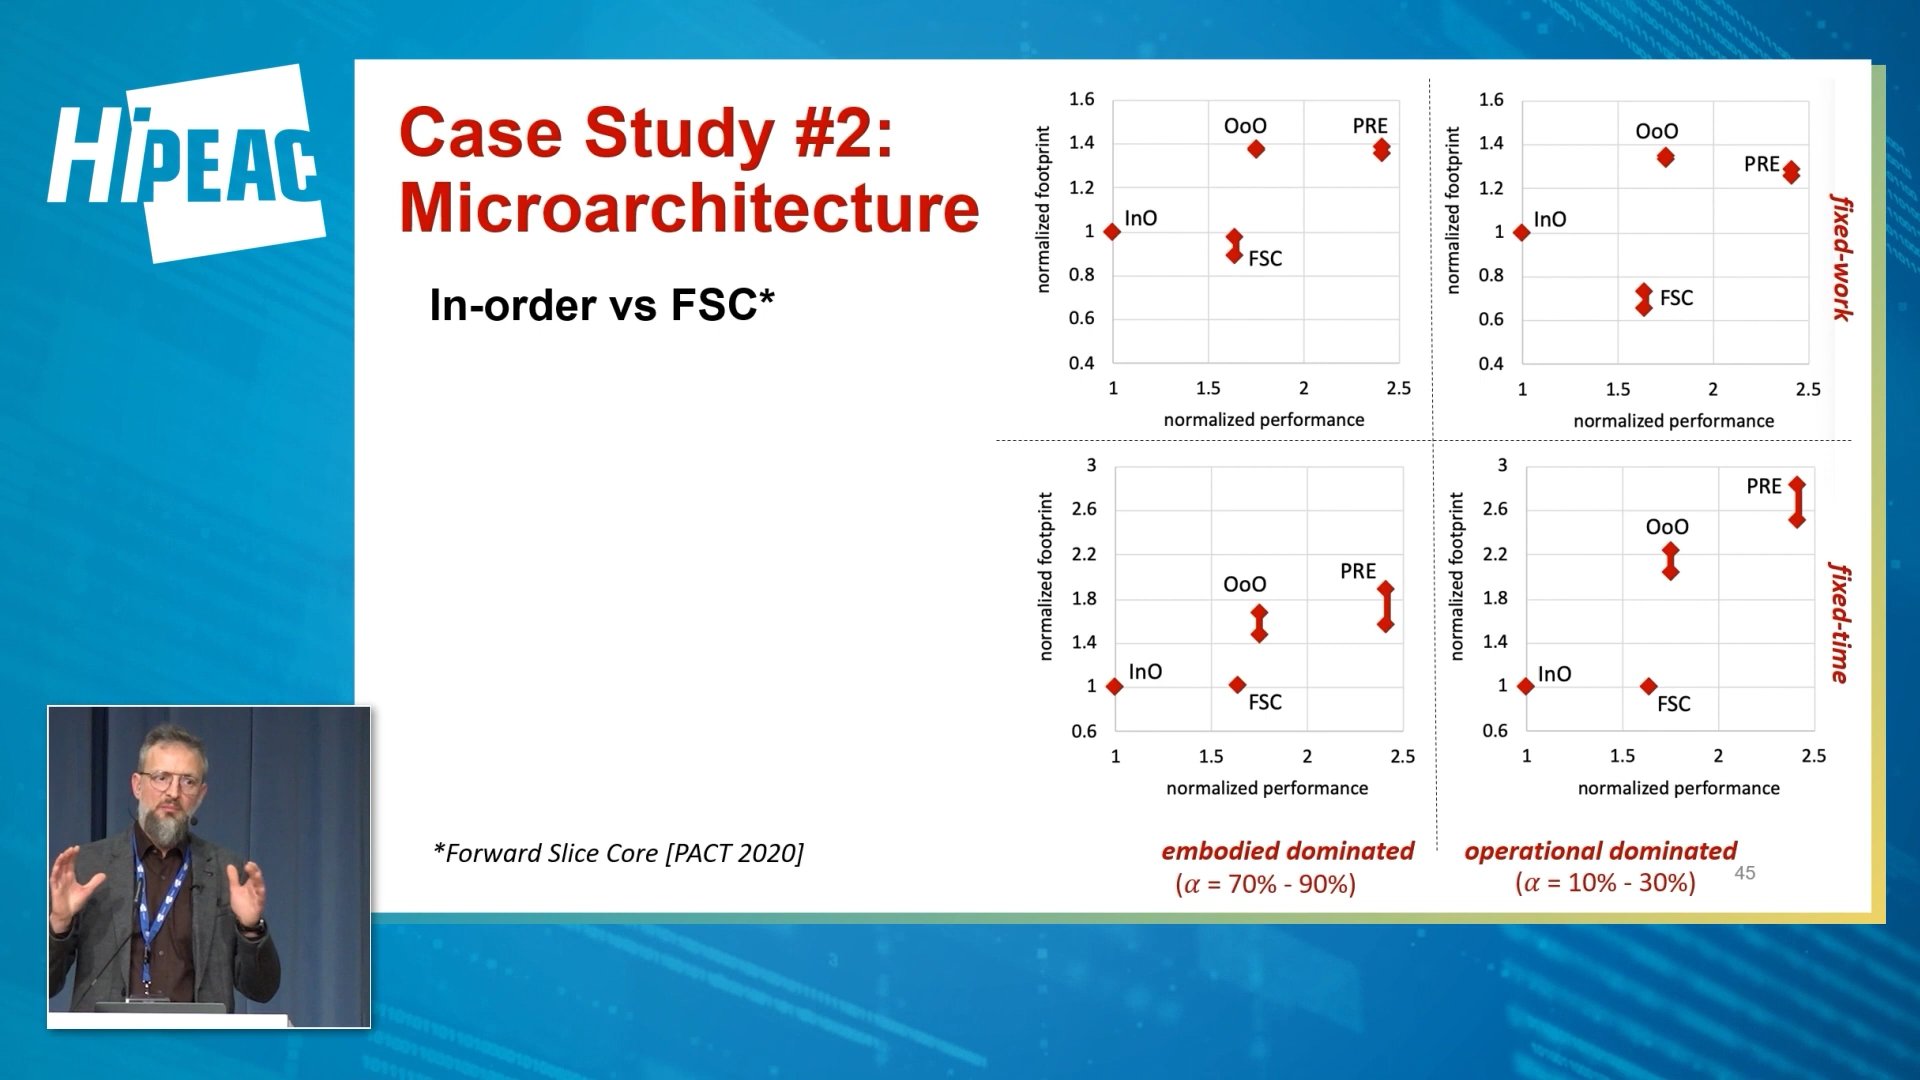 HiPEAC
Case Study #2:
Microarchitecture
In-order vs FSC*
*Forward Slice Core [PACT 2020]
normalized footprint
1.6
1.4
1.2
1
0.8
0.6
0.4
OoO
PRE
InO
FSC
1 1.5 2 2.5
normalized performance
normalized footprint
1.6
1.4
1.2
1
0.8
0.6
0.4
OoO
PRE
InO
FSC
1 1.5 2 2.5
normalized performance
fixed-work
normalized footprint
3
2.6
2.2
1.8
1.4
1
0.6
PRE
OoO
InO
FSC
1 1.5 2 2.5
normalized performance
normalized footprint
3
2.6
2.2
1.8
1.4
1
0.6
PRE
OoO
InO
FSC
1 1.5 2 2.5
normalized performance
fixed-time
embodied dominated
(α = 70% - 90%)
operational dominated
(α = 10% - 30%)
45